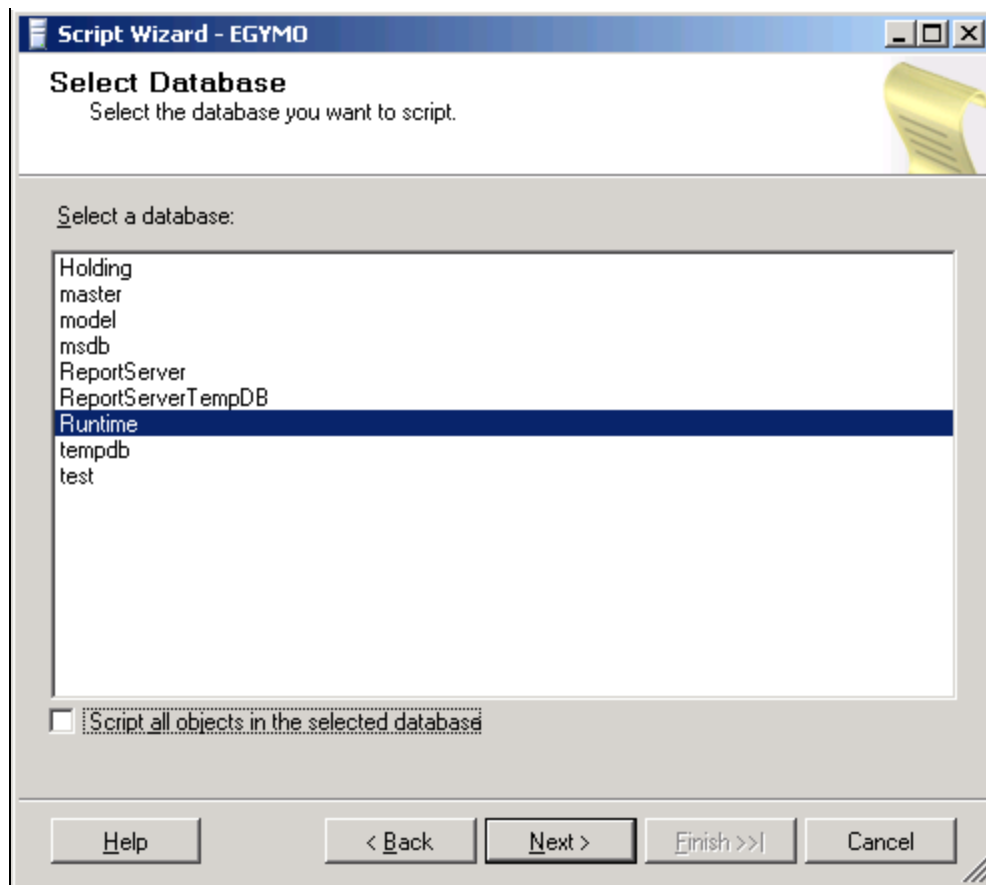 Script Wizard - EGYMO
Select Database
Select the database you want to script.
Select a database:
Holding
master
model
msdb
ReportServer
ReportServerTempDB
Runtime
tempdb
test
Script all objects in the selected database
Help < Back Next > Finish >>| Cancel